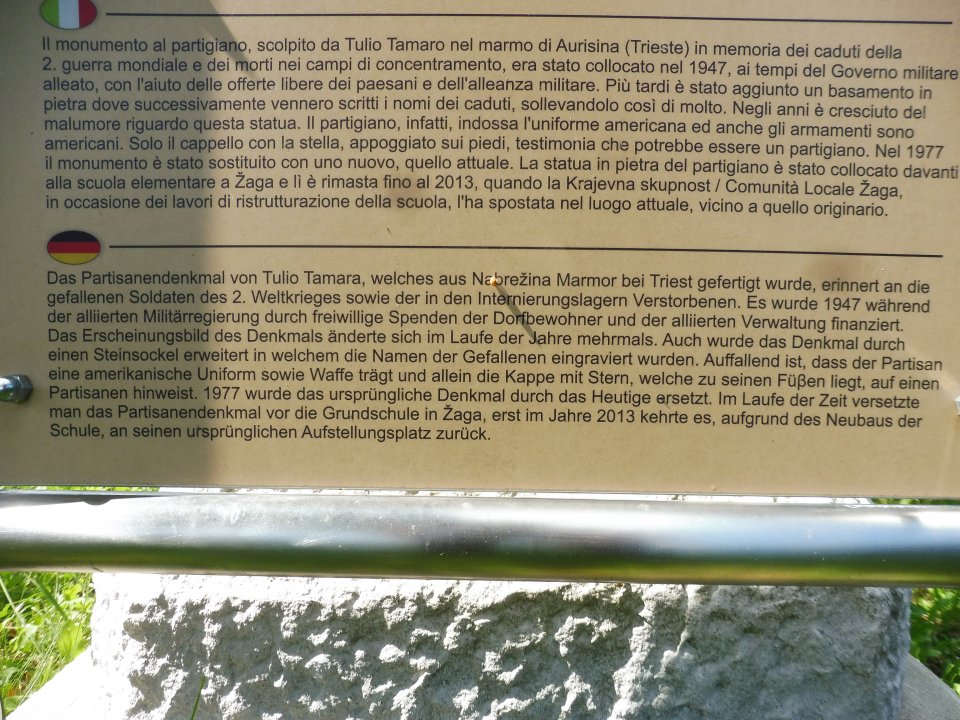 Il monumento al partigiano, scolpito da Tulio Tamaro nel marmo di Aurisina (Trieste) in memoria dei caduti della
2. guerra mondiale e dei morti nei campi di concentramento, era stato collocato nel 1947, ai tempi del Governo militare
alleato, con l'aiuto delle offerte libere dei paesani e dell'alleanza militare. Più tardi è stato aggiunto un basamento in
pietra dove successivamente vennero scritti i nomi dei caduti, sollevandolo così di molto. Negli anni è cresciuto del
malumore riguardo questa statua. Il partigiano, infatti, indossa l'uniforme americana ed anche gli armamenti sono
americani. Solo il cappello con la stella, appoggiato sui piedi, testimonia che potrebbe essere un partigiano. Nel 1977
il monumento è stato sostituito con uno nuovo, quello attuale. La statua in pietra del partigiano è stato collocato davanti
alla scuola elementare a Žaga e lì è rimasta fino al 2013, quando la Krajevna skupnost / Comunità Locale Žaga,
in occasione dei lavori di ristrutturazione della scuola, l'ha spostata nel luogo attuale, vicino a quello originario.
Das Partisanendenkmal von Tulio Tamara, welches aus Nabrežina Marmor bei Triest gefertigt wurde, erinnert an die
gefallenen Soldaten des 2. Weltkrieges sowie der in den Internierungslagern Verstorbenen. Es wurde 1947 während
der alliierten Militärregierung durch freiwillige Spenden der Dorfbewohner und der alliierten Verwaltung finanziert.
Das Erscheinungsbild des Denkmals änderte sich im Laufe der Jahre mehrmals. Auch wurde das Denkmal durch
einen Steinsockel erweitert in welchem die Namen der Gefallenen eingraviert wurden. Auffallend ist, dass der Partisan
eine amerikanische Uniform sowie Waffe trägt und allein die Kappe mit Stern, welche zu seinen Füßen liegt, auf einen
Partisanen hinweist. 1977 wurde das ursprüngliche Denkmal durch das Heutige ersetzt. Im Laufe der Zeit versetzte
man das Partisanendenkmal vor die Grundschule in Žaga, erst im Jahre 2013 kehrte es, aufgrund des Neubaus der
Schule, an seinen ursprünglichen Aufstellungsplatz zurück.